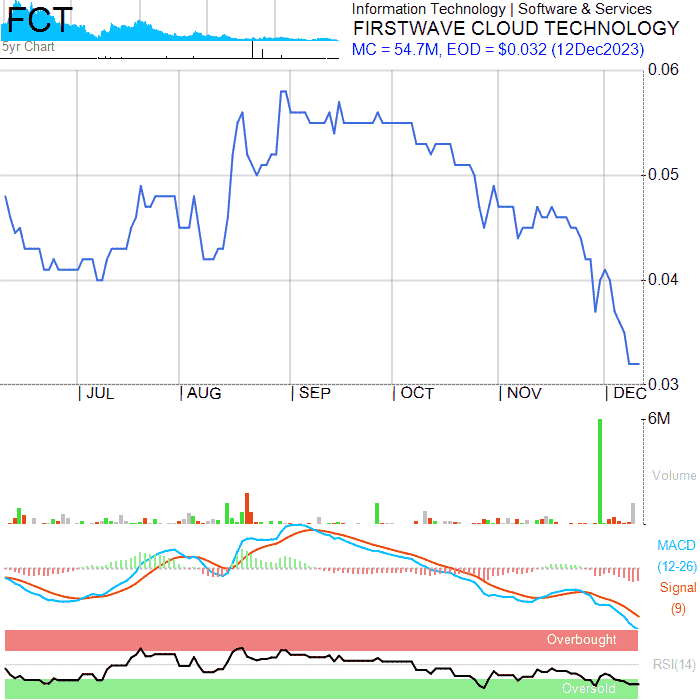 FCT
5yr Chart
Information Technology | Software & Services
FIRSTWAVE CLOUD TECHNOLOGY
MC = 54.7M, EOD = $0.032 (12Dec2023)
0.06
0.05
0.04
0.03
| JUL | AUG | SEP | OCT | NOV | DEC
6M
Volume
MACD
(12-26)
Signal
(9)
Overbought
RSI(14)
Oversold